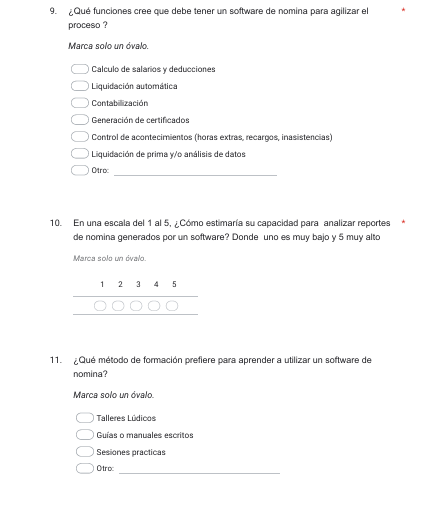 9. ¿Qué funciones cree que debe tener un software de nomina para agilizar el *
proceso ?
Marca solo un óvalo.
Calculo de salarios y deducciones
Liquidación automática
Contabilización
Generación de certificados
Control de acontecimientos (horas extras, recargos, inasistencias)
Liquidación de prima y/o análisis de datos
Otro:
10. En una escala del 1 al 5, ¿Cómo estimaría su capacidad para analizar reportes *
de nomina generados por un software? Donde uno es muy bajo y 5 muy alto
Marca solo un óvalo.
1 2 3 4 5
11. ¿Qué método de formación prefiere para aprender a utilizar un software de
nomina?
Marca solo un óvalo.
Talleres Lúdicos
Guías o manuales escritos
Sesiones practicas
Otro: